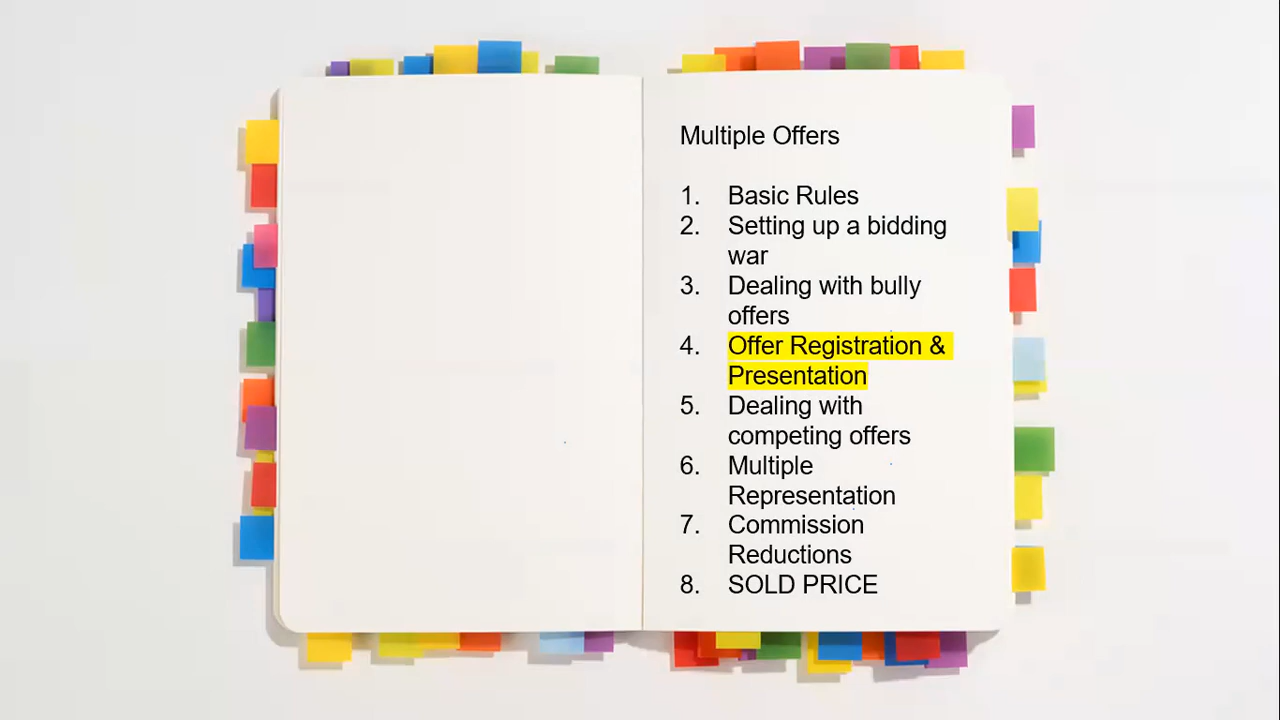 Multiple Offers
1. Basic Rules
2. Setting up a bidding
war
3. Dealing with bully
offers
4. Offer Registration &
Presentation
5. Dealing with
competing offers
6. Multiple
Representation
7. Commission
Reductions
8. SOLD PRICE